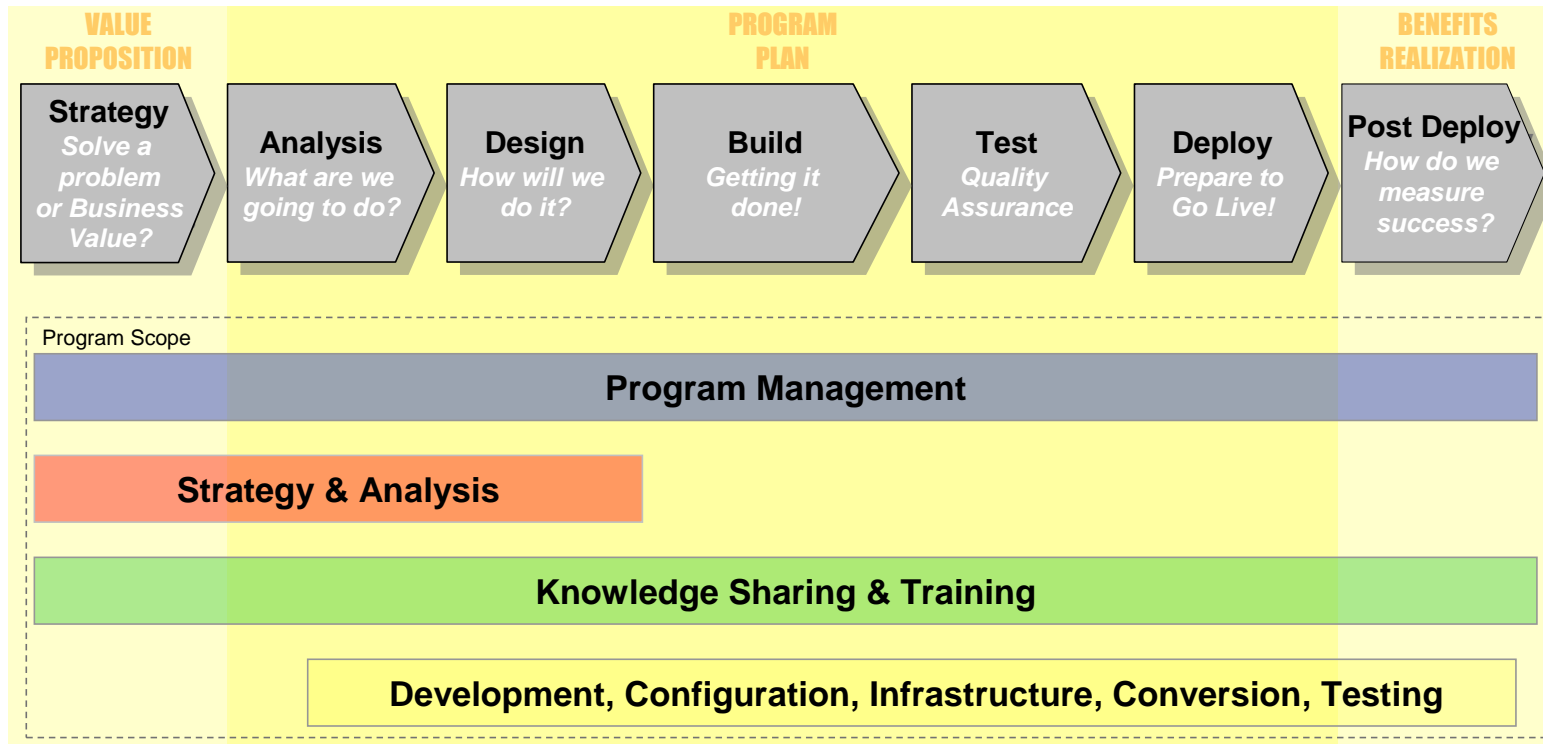 VALUE
PROPOSITION
PROGRAM
PLAN
BENEFITS
REALIZATION
Strategy
Solve a
problem
or Business
Value?
Analysis
What are we
going to do?
Design
How will we
do it?
Build
Getting it
done!
Test
Quality
Assurance
Deploy
Prepare to
Go Live!
Post Deploy
How do we
measure
success?
Program Scope
Program Management
Strategy & Analysis
Knowledge Sharing & Training
Development, Configuration, Infrastructure, Conversion, Testing